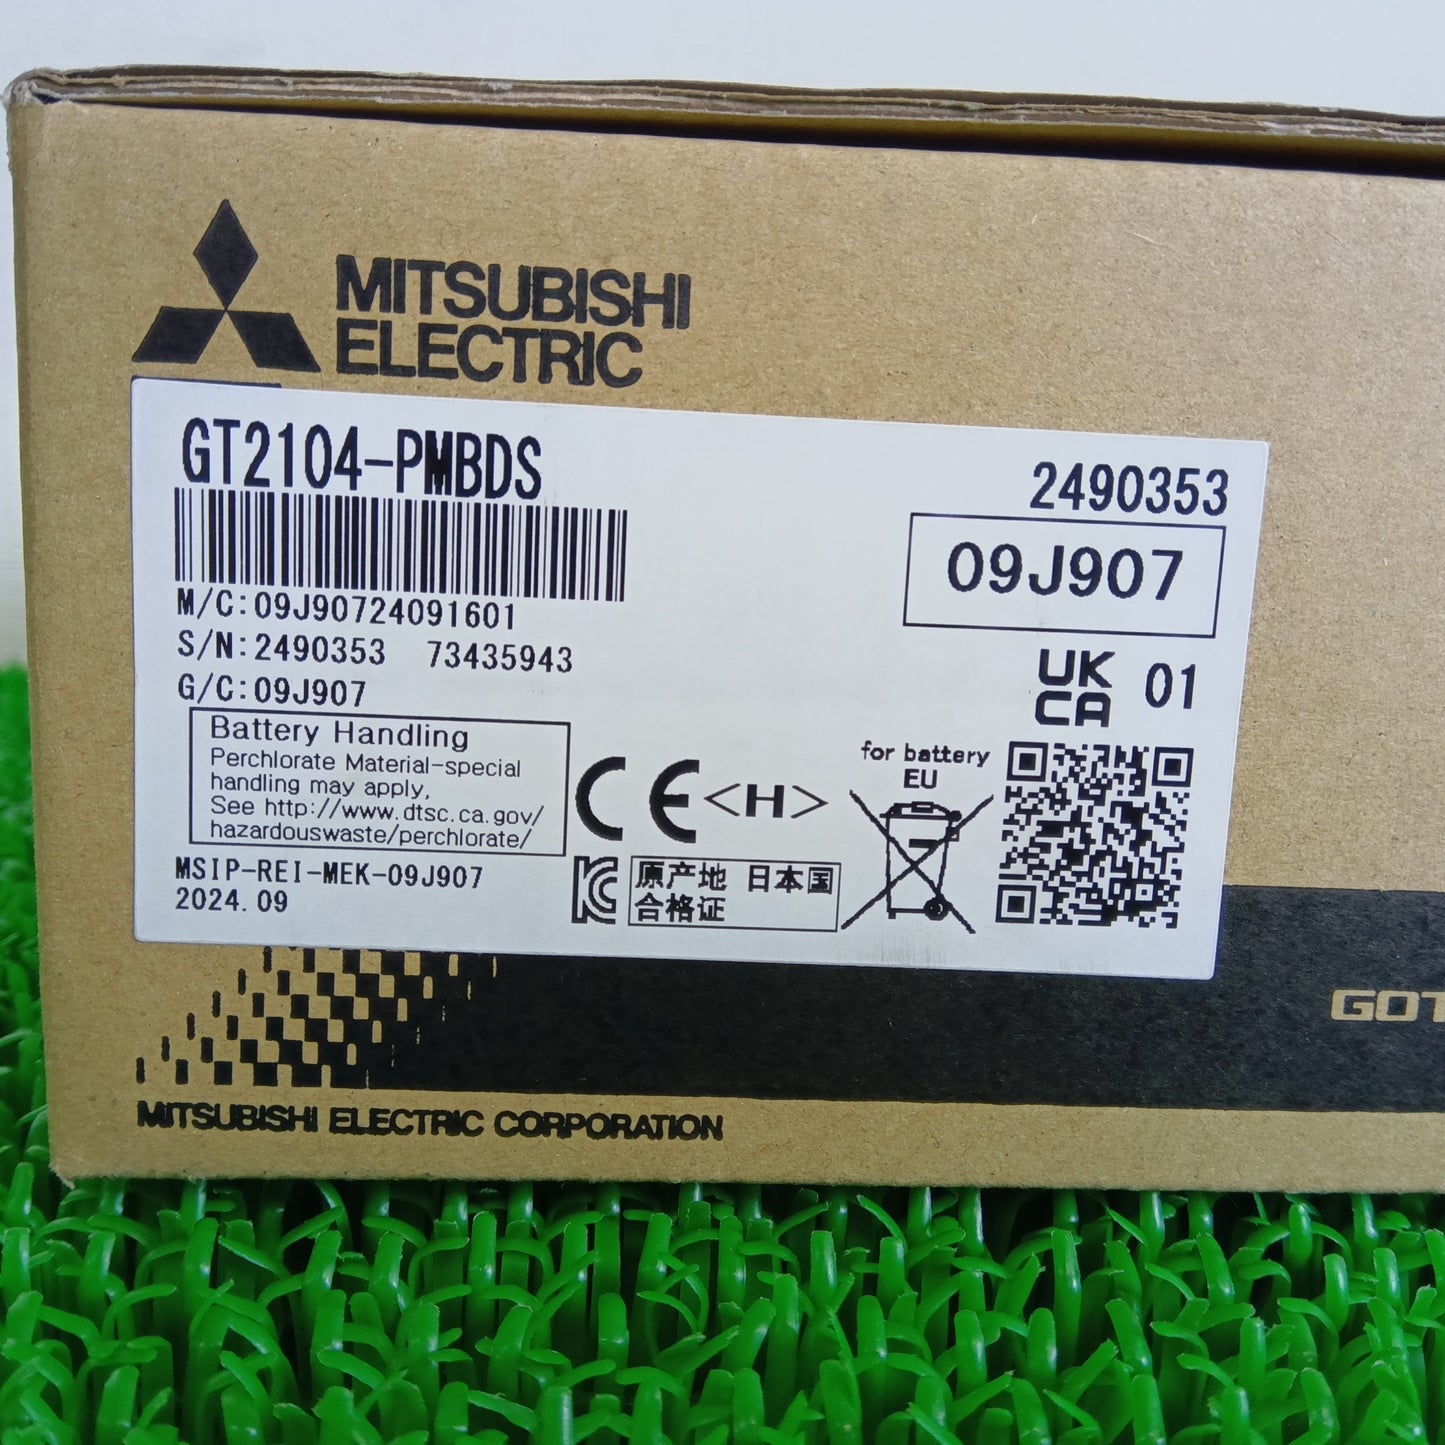 MITSUBISHI
ELECTRIC
GT2104-PMBDS
2490353
09J907
M/C:09J90724091601
S/N:2490353 73435943
G/C:09J907
UK
CA 01
Battery Handling
Perchlorate Material-special
handling may apply,
See http://www.dtsc.ca.gov/
hazardouswaste/perchlorate/
CE <H>
for battery
EU
MSIP-REI-MEK-09J907
2024.09
KC
原产地 日本国
合格证
GOT
MITSUBISHI ELECTRIC CORPORATION